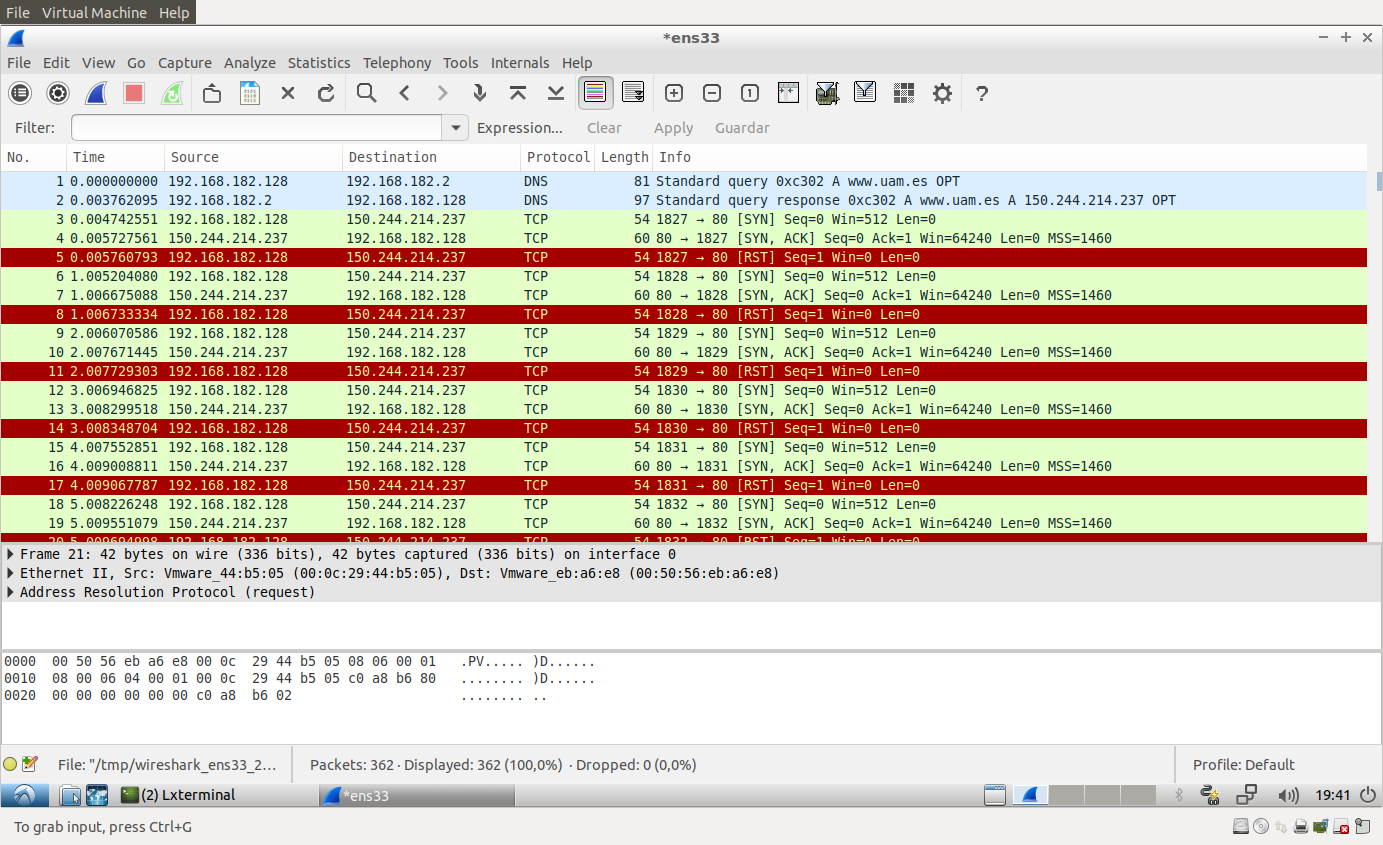 File Virtual Machine Help
*ens33
File Edit View Go Capture Analyze Statistics Telephony Tools Internals Help
Filter: Expression... Clear Apply Guardar
No. Time Source Destination Protocol Length Info
1 0.000000000 192.168.182.128 192.168.182.2 DNS 81 Standard query 0xc302 A www.uam.es OPT
2 0.003762095 192.168.182.2 192.168.182.128 DNS 97 Standard query response 0xc302 A www.uam.es A 150.244.214.237 OPT
3 0.004742551 192.168.182.128 150.244.214.237 TCP 54 1827 → 80 [SYN] Seq=0 Win=512 Len=0
4 0.005727561 150.244.214.237 192.168.182.128 TCP 60 80 → 1827 [SYN, ACK] Seq=0 Ack=1 Win=64240 Len=0 MSS=1460
5 0.005760793 192.168.182.128 150.244.214.237 TCP 54 1827 → 80 [RST] Seq=1 Win=0 Len=0
6 1.005204080 192.168.182.128 150.244.214.237 TCP 54 1828 → 80 [SYN] Seq=0 Win=512 Len=0
7 1.006675088 150.244.214.237 192.168.182.128 TCP 60 80 → 1828 [SYN, ACK] Seq=0 Ack=1 Win=64240 Len=0 MSS=1460
8 1.006733334 192.168.182.128 150.244.214.237 TCP 54 1828 → 80 [RST] Seq=1 Win=0 Len=0
9 2.006070586 192.168.182.128 150.244.214.237 TCP 54 1829 → 80 [SYN] Seq=0 Win=512 Len=0
10 2.007671445 150.244.214.237 192.168.182.128 TCP 60 80 → 1829 [SYN, ACK] Seq=0 Ack=1 Win=64240 Len=0 MSS=1460
11 2.007729303 192.168.182.128 150.244.214.237 TCP 54 1829 → 80 [RST] Seq=1 Win=0 Len=0
12 3.006946825 192.168.182.128 150.244.214.237 TCP 54 1830 → 80 [SYN] Seq=0 Win=512 Len=0
13 3.008299518 150.244.214.237 192.168.182.128 TCP 60 80 → 1830 [SYN, ACK] Seq=0 Ack=1 Win=64240 Len=0 MSS=1460
14 3.008348704 192.168.182.128 150.244.214.237 TCP 54 1830 → 80 [RST] Seq=1 Win=0 Len=0
15 4.007552851 192.168.182.128 150.244.214.237 TCP 54 1831 → 80 [SYN] Seq=0 Win=512 Len=0
16 4.009008811 150.244.214.237 192.168.182.128 TCP 60 80 → 1831 [SYN, ACK] Seq=0 Ack=1 Win=64240 Len=0 MSS=1460
17 4.009067787 192.168.182.128 150.244.214.237 TCP 54 1831 → 80 [RST] Seq=1 Win=0 Len=0
18 5.008226248 192.168.182.128 150.244.214.237 TCP 54 1832 → 80 [SYN] Seq=0 Win=512 Len=0
19 5.009551079 150.244.214.237 192.168.182.128 TCP 60 80 → 1832 [SYN, ACK] Seq=0 Ack=1 Win=64240 Len=0 MSS=1460
20 5.009694998 192.168.182.128 150.244.214.237 TCP 54 1832 → 80 [RST] Seq=1 Win=0 Len=0
Frame 21: 42 bytes on wire (336 bits), 42 bytes captured (336 bits) on interface 0
Ethernet II, Src: Vmware_44:b5:05 (00:0c:29:44:b5:05), Dst: Vmware_eb:a6:e8 (00:50:56:eb:a6:e8)
Address Resolution Protocol (request)
0000 00 50 56 eb a6 e8 00 0c 29 44 b5 05 08 06 00 01 .PV..... )D......
0010 08 00 06 04 00 01 00 0c 29 44 b5 05 c0 a8 b6 80 ........ )D......
0020 00 00 00 00 00 00 c0 a8 b6 02 ........ ..
File: "/tmp/wireshark_ens33_2... Packets: 362 · Displayed: 362 (100,0%) · Dropped: 0 (0,0%) Profile: Default
(2) Lxterminal *ens33 19:41
To grab input, press Ctrl+G